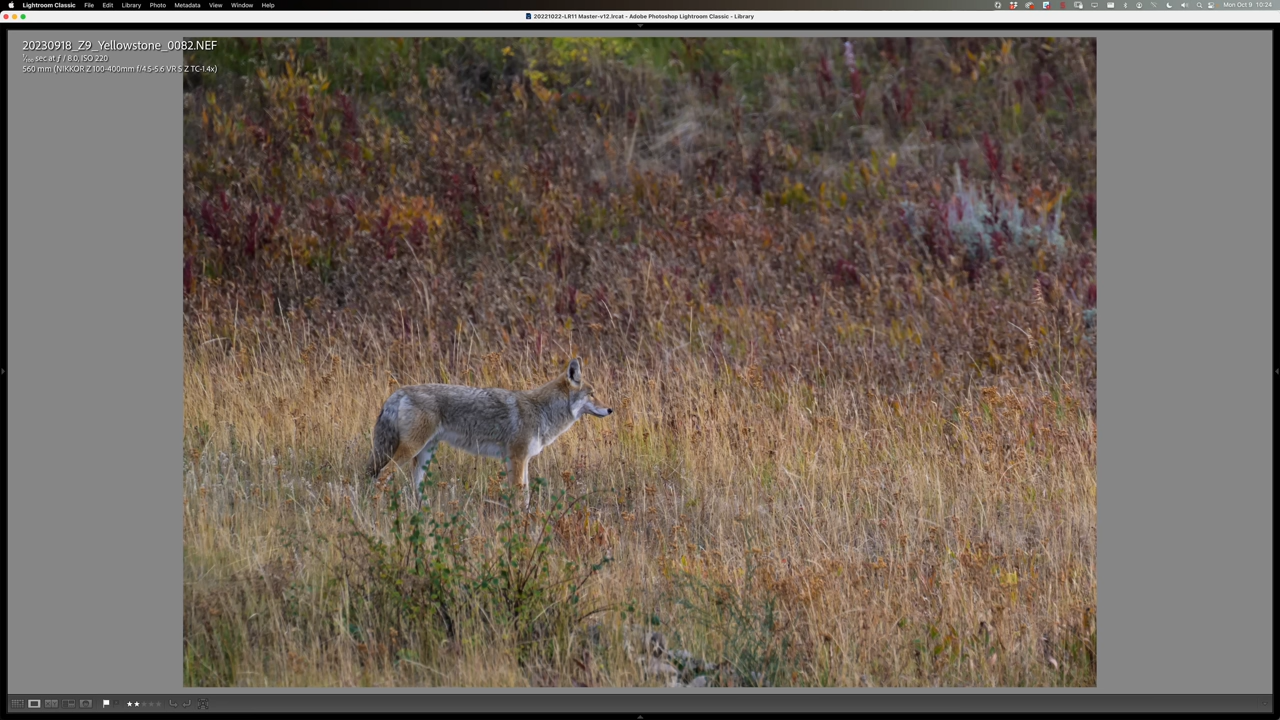 Lightroom Classic File Edit Library Photo Metadata View Window Help Mon Oct 9 10:24
20221022-LR11 Master-v12.lrcat - Adobe Photoshop Lightroom Classic - Library
20230918_Z9_Yellowstone_0082.NEF
sec at ƒ / 8.0, ISO 220
560 mm (NIKKOR Z 100-400mm f/4.5-5.6 VR S Z TC-1.4x)